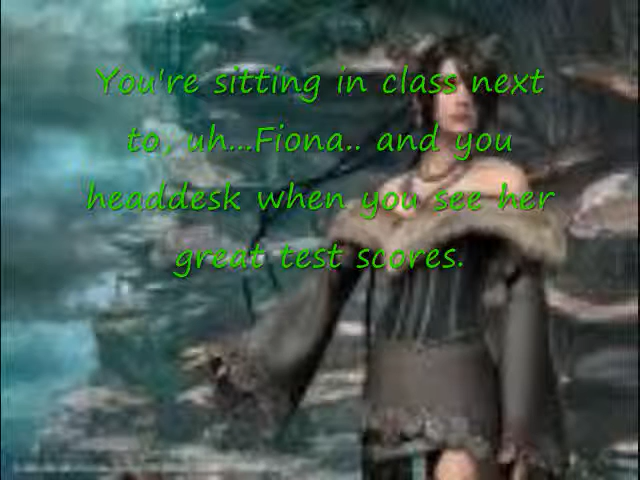 You're sitting in class next
to, uh...Fiona.. and you
headdesk when you see her
great test scores.